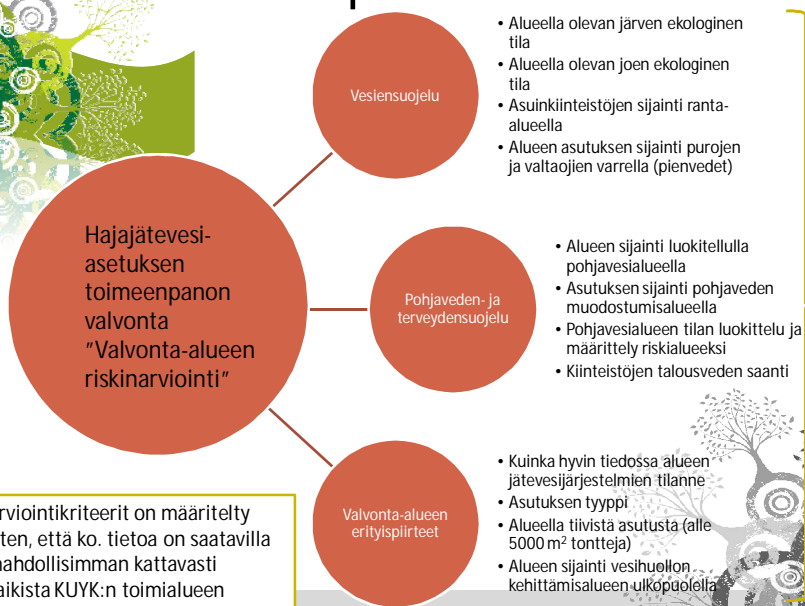 Hajajätevesi-
asetuksen
toimeenpanon
valvonta
"Valvonta-alueen
riskinarviointi"
Vesiensuojelu
• Alueella olevan järven ekologinen
tila
• Alueella olevan joen ekologinen
tila
• Asuinkiinteistöjen sijainti ranta-
alueella
• Alueen asutuksen sijainti purojen
ja valtaojien varrella (pienvedet)
Pohjaveden- ja
terveydensuojelu
• Alueen sijainti luokitellulla
pohjavesialueella
• Asutuksen sijainti pohjaveden
muodostumisalueella
• Pohjavesialueen tilan luokittelu ja
määrittely riskialueeksi
• Kiinteistöjen talousveden saanti
Valvonta-alueen
erityispiirteet
• Kuinka hyvin tiedossa alueen
jätevesijärjestelmien tilanne
• Asutuksen tyyppi
• Alueella tiivistä asutusta (alle
5000 m² tontteja)
• Alueen sijainti vesihuollon
kehittämisalueen ulkopuolella
rviointikriteerit on määritelty
ten, että ko. tietoa on saatavilla
mahdollisimman kattavasti
aikista KUYK:n toimialueen